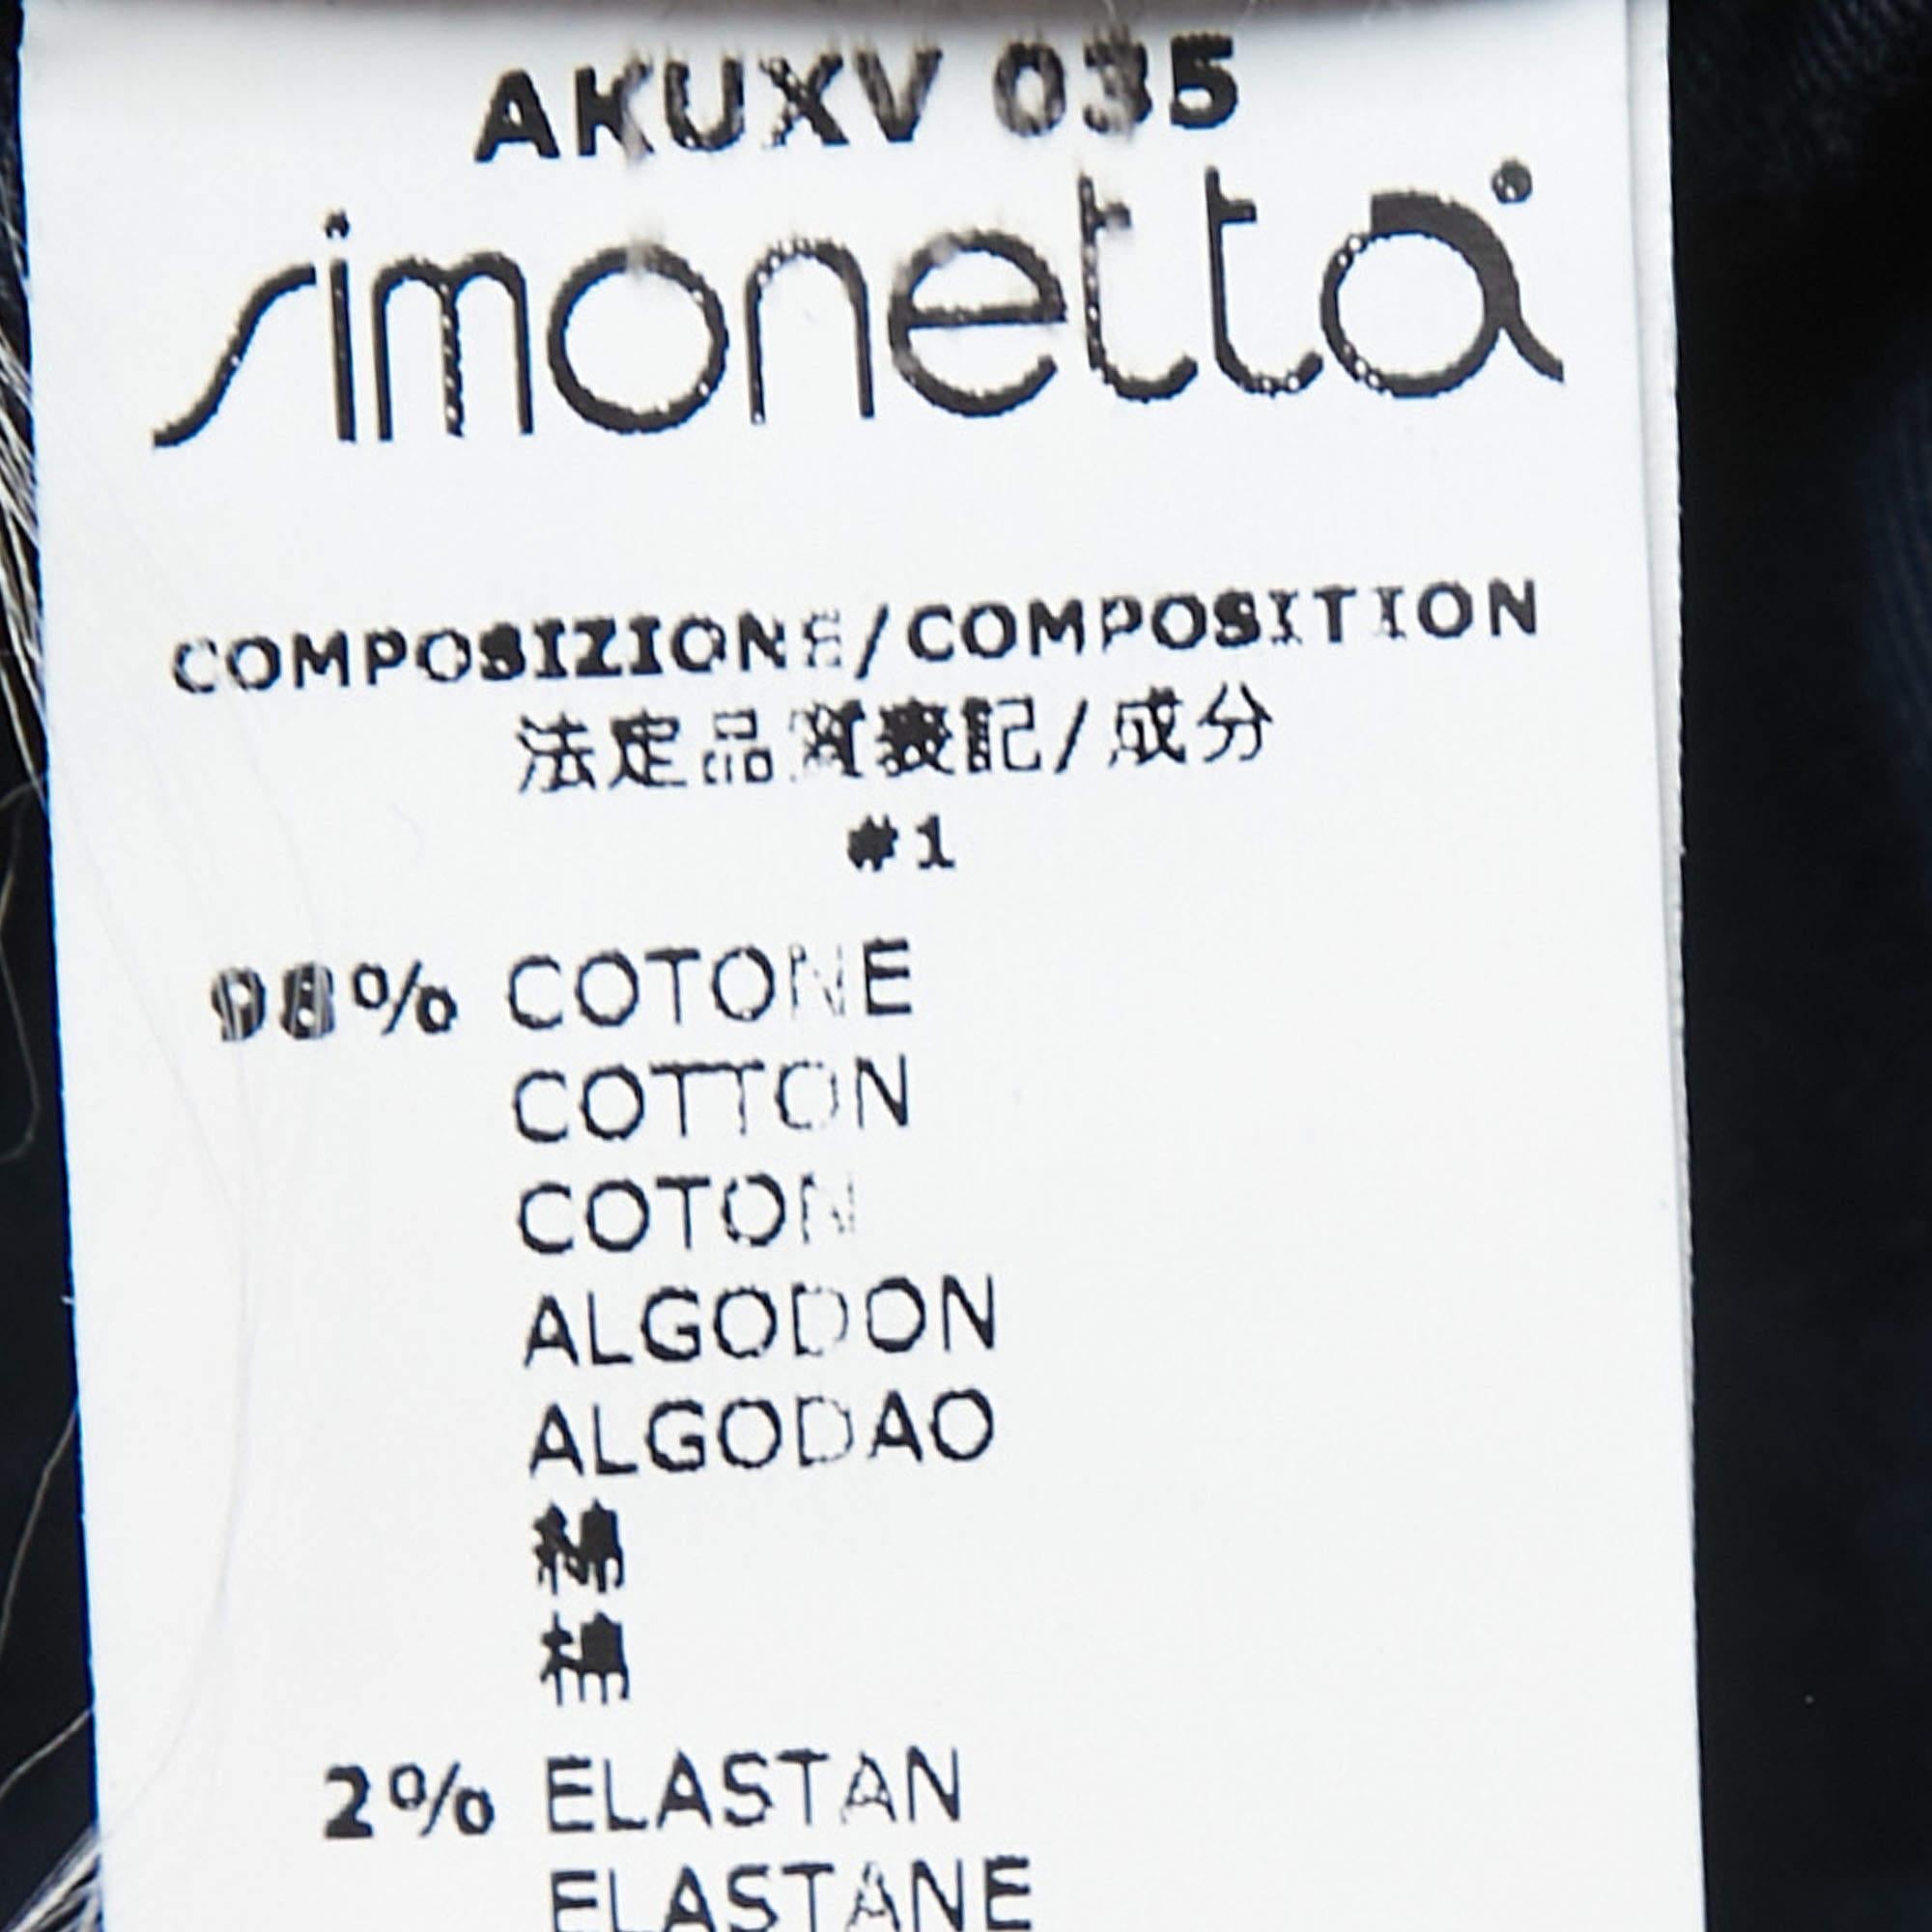 AKUXV 035
simonetta
COMPOSIZIONE/COMPOSITION
法定品質表記/成分
#1
98% COTONE
COTTON
COTON
ALGODON
ALGODAO
綿
棉
2% ELASTAN
ELASTANE